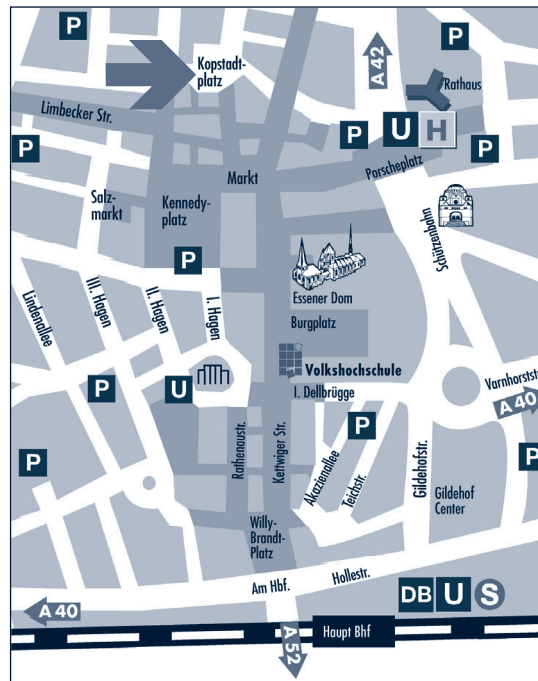 P
P
A 42
Kopstadt-
platz
Rathaus
Limbecker Str.
P
U
H
P
P
Porscheplatz
Markt
Salz-
markt
Kennedy-
platz
Schützenbahn
P
Essener Dom
Burgplatz
Lindenallee
III. Hagen
II. Hagen
I. Hagen
Volkshochschule
I. Dellbrügge
Varnhorststr.
A 40
P
U
P
Rathenaustr.
Kettwiger Str.
Akazienallee
Teichstr.
Gildehofstr.
P
P
Gildehof
Center
Willy-
Brandt-
Platz
Am Hbf.
Hollestr.
DB
U
S
A 40
Haupt Bhf
A 52